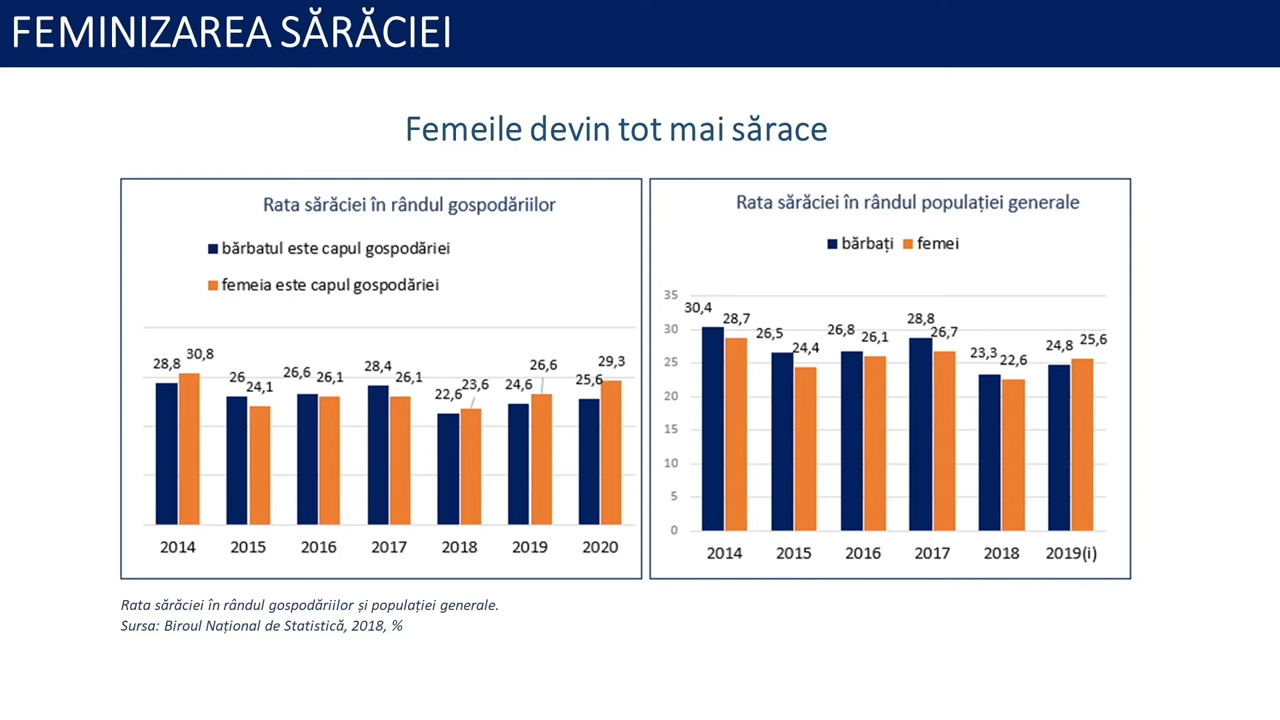 FEMINIZAREA SĂRĂCIEI
Femeile devin tot mai sărace
Rata sărăciei în rândul gospodăriilor
bărbatul este capul gospodăriei
femeia este capul gospodăriei
28,8 30,8 26 24,1 26,6 26,1 28,4 26,1 22,6 23,6 24,6 26,6 25,6 29,3
2014 2015 2016 2017 2018 2019 2020
Rata sărăciei în rândul populației generale
bărbați femei
35
30
25
20
15
10
5
0
30,4 28,7 26,5 24,4 26,8 26,1 28,8 26,7 23,3 22,6 24,8 25,6
2014 2015 2016 2017 2018 2019(i)
Rata sărăciei în rândul gospodăriilor și populației generale.
Sursa: Biroul Național de Statistică, 2018, %